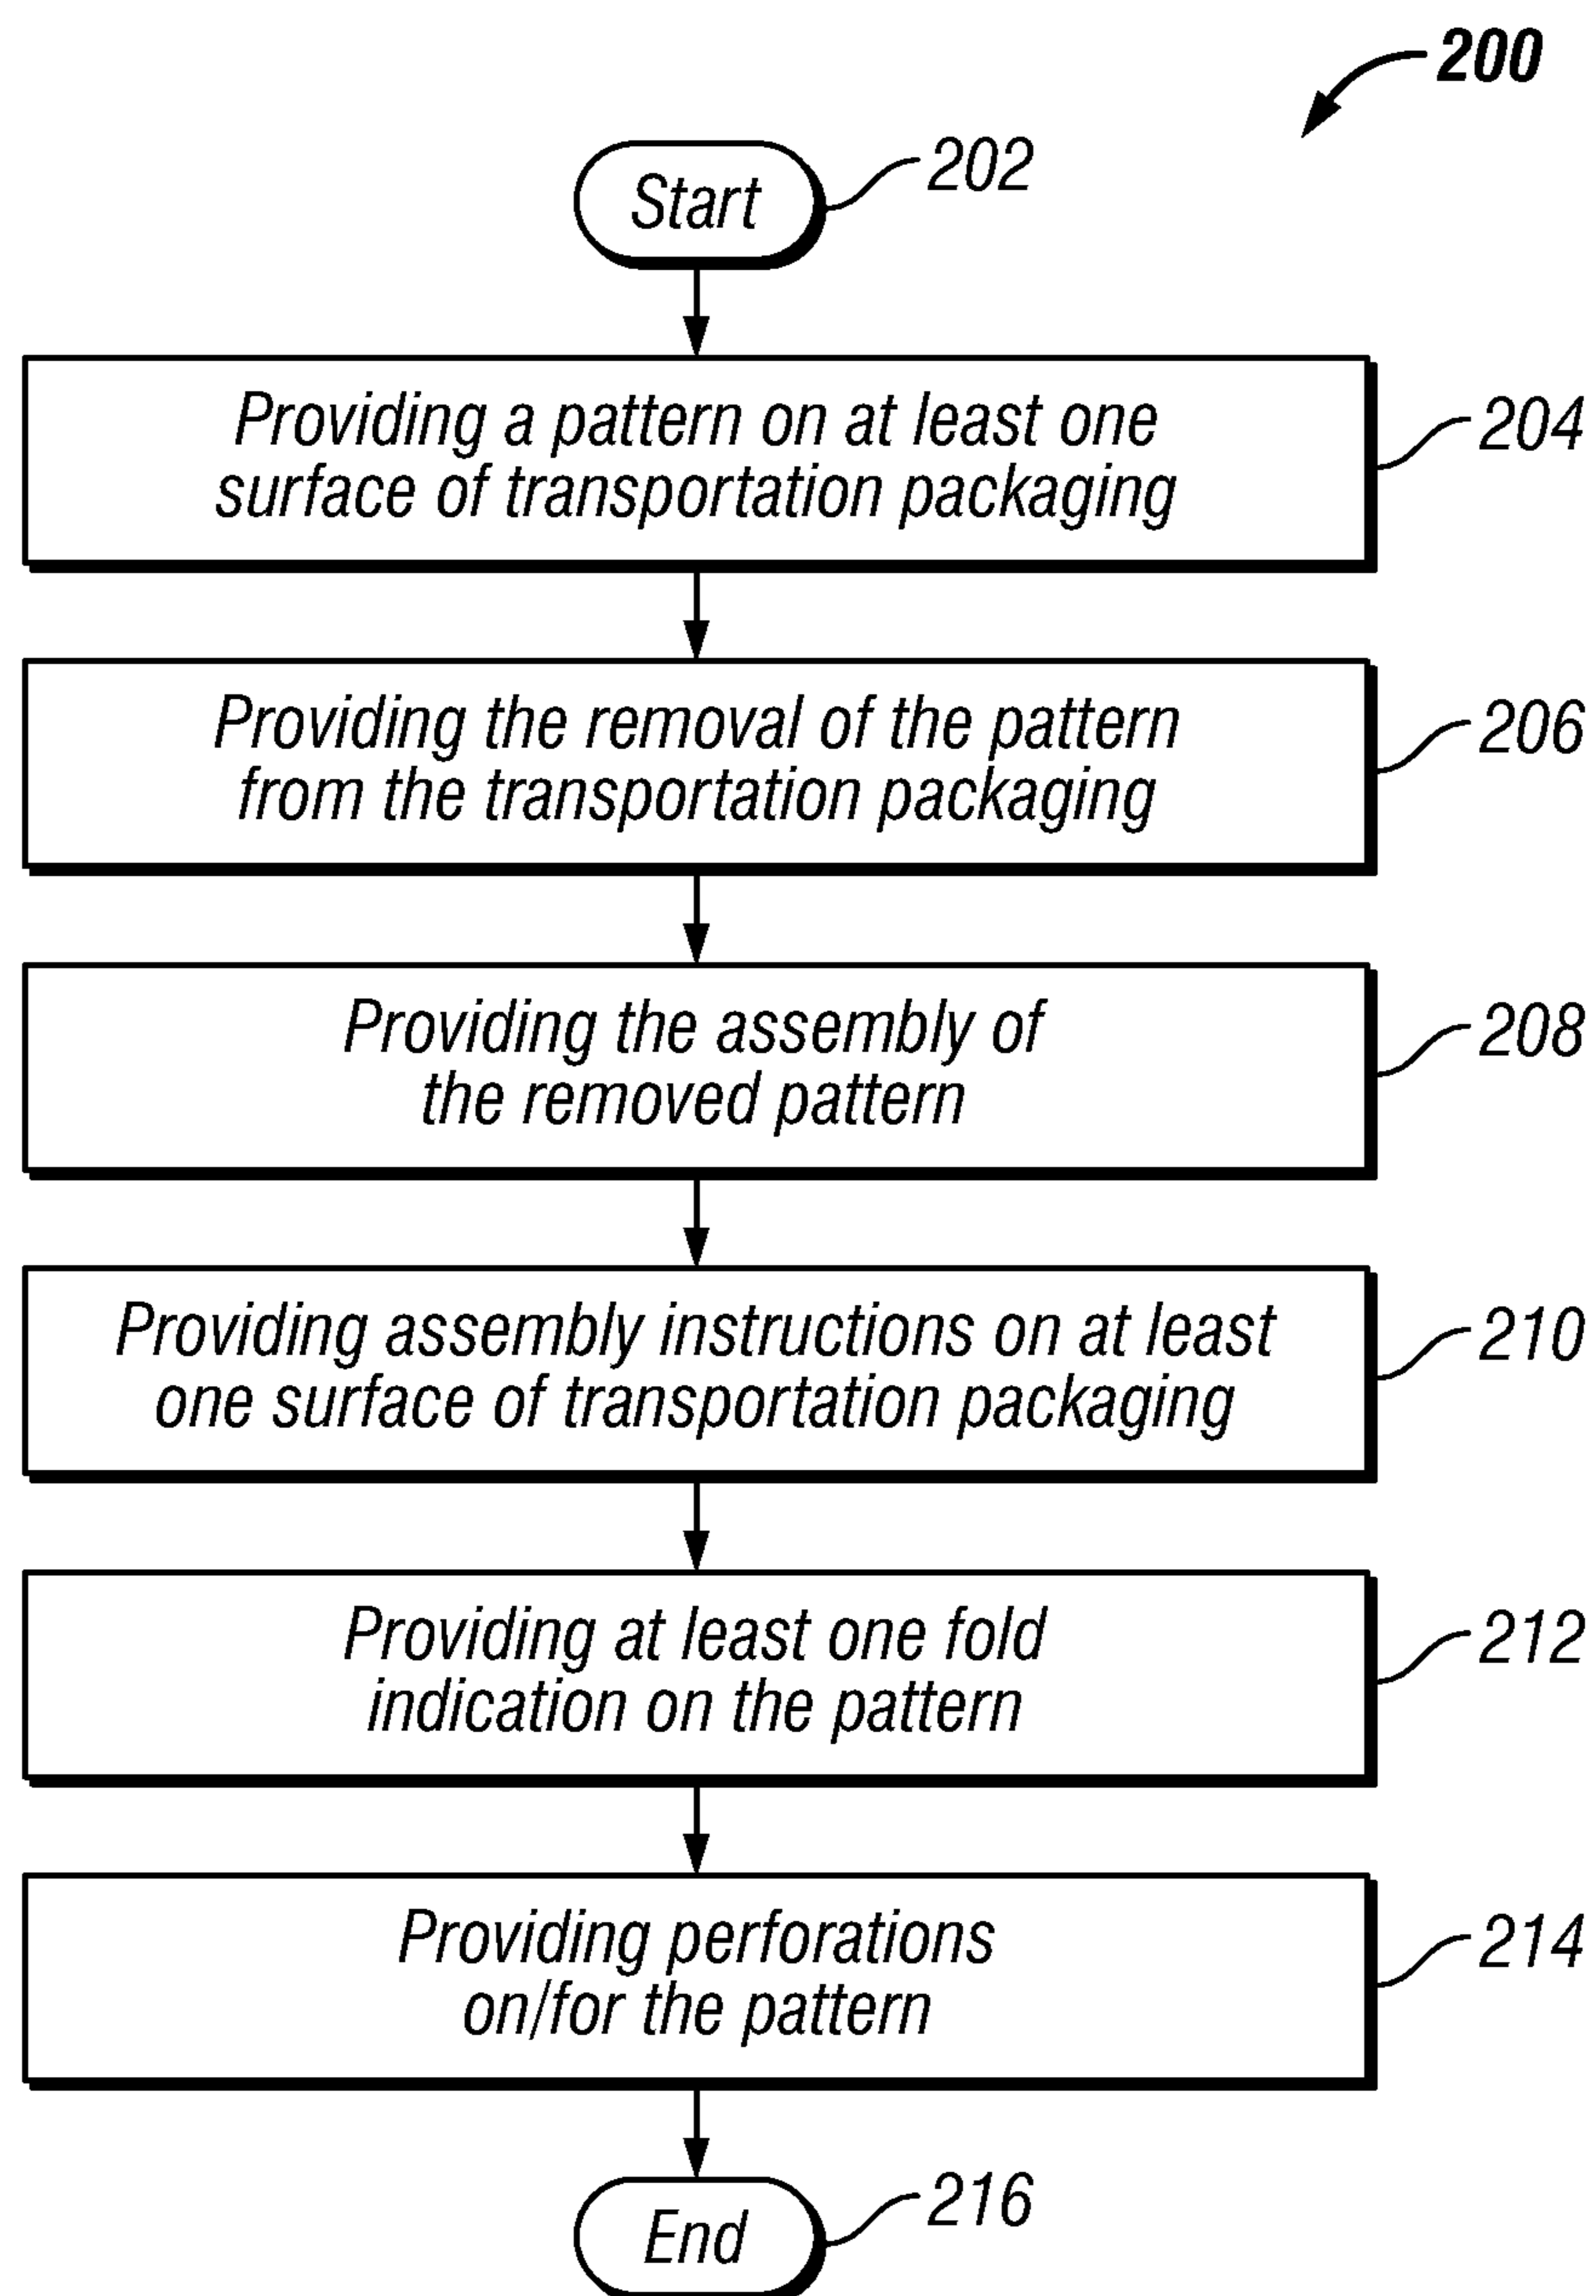 200
Start
202
Providing a pattern on at least one
surface of transportation packaging
204
Providing the removal of the pattern
from the transportation packaging
206
Providing the assembly of
the removed pattern
208
Providing assembly instructions on at least
one surface of transportation packaging
210
Providing at least one fold
indication on the pattern
212
Providing perforations
on/for the pattern
214
End
216